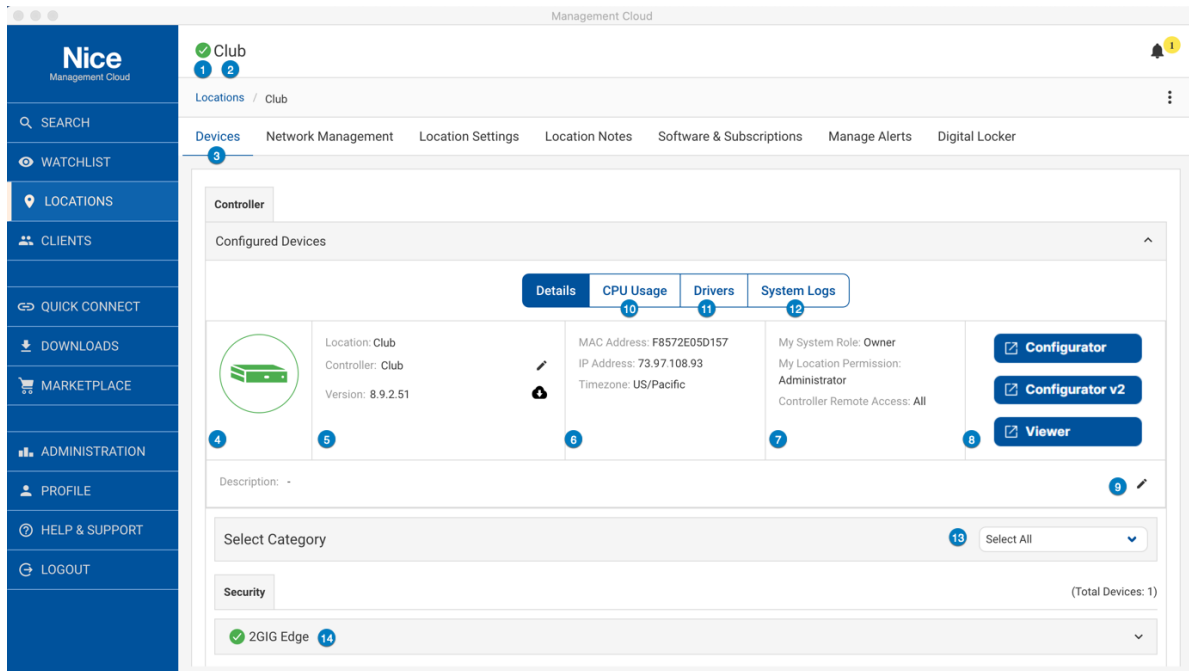 Management Cloud
Nice
Management Cloud
SEARCH
WATCHLIST
LOCATIONS
CLIENTS
QUICK CONNECT
DOWNLOADS
MARKETPLACE
ADMINISTRATION
PROFILE
HELP & SUPPORT
LOGOUT
Club
1 2
1
Locations / Club
Devices Network Management Location Settings Location Notes Software & Subscriptions Manage Alerts Digital Locker
3
Controller
Configured Devices
Details CPU Usage Drivers System Logs
10 11 12
Location: Club
Controller: Club
Version: 8.9.2.51
MAC Address: F8572E05D157
IP Address: 73.97.108.93
Timezone: US/Pacific
My System Role: Owner
My Location Permission:
Administrator
Controller Remote Access: All
Configurator
Configurator v2
Viewer
4 5 6 7 8
Description: -
9
Select Category
13 Select All
Security
(Total Devices: 1)
2GIG Edge 14